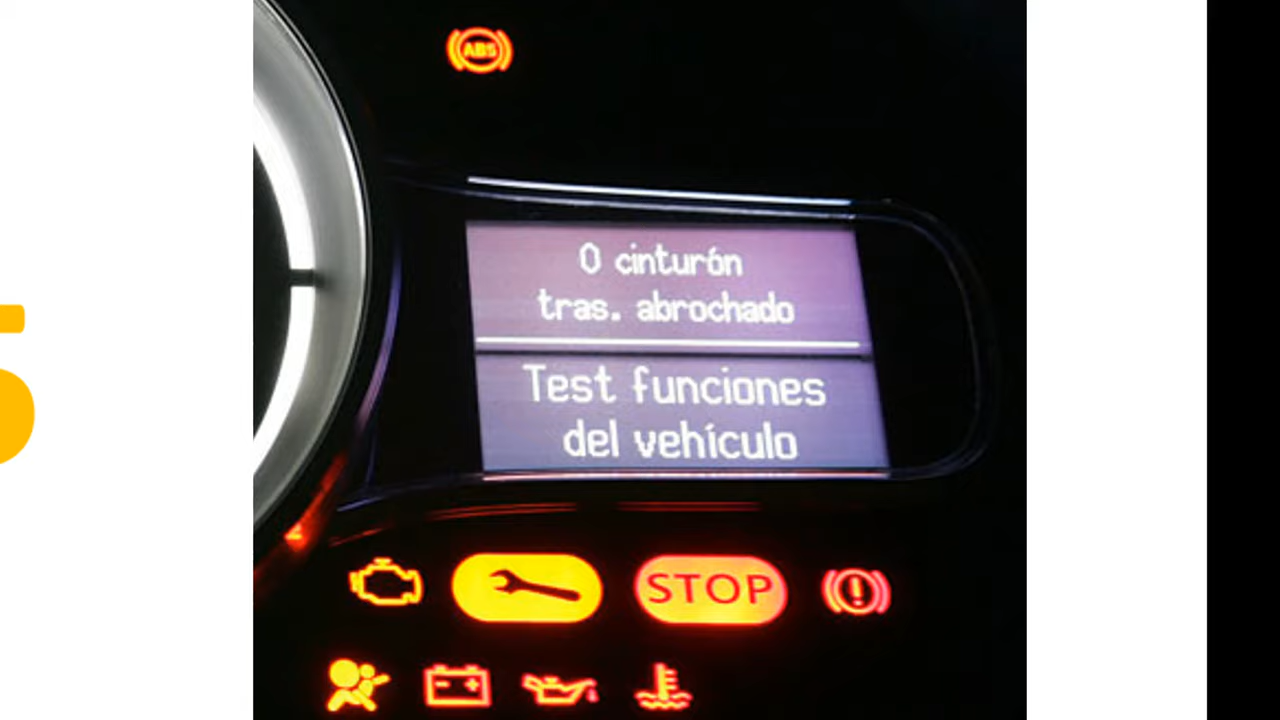 ABS
0 cinturón
tras. abrochado
Test funciones
del vehículo
STOP